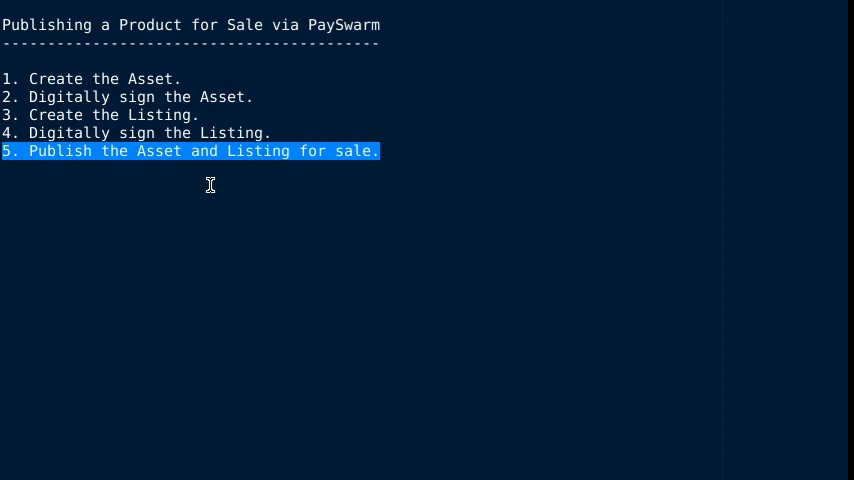 Publishing a Product for Sale via PaySwarm
------------------------------------------
1. Create the Asset.
2. Digitally sign the Asset.
3. Create the Listing.
4. Digitally sign the Listing.
5. Publish the Asset and Listing for sale.